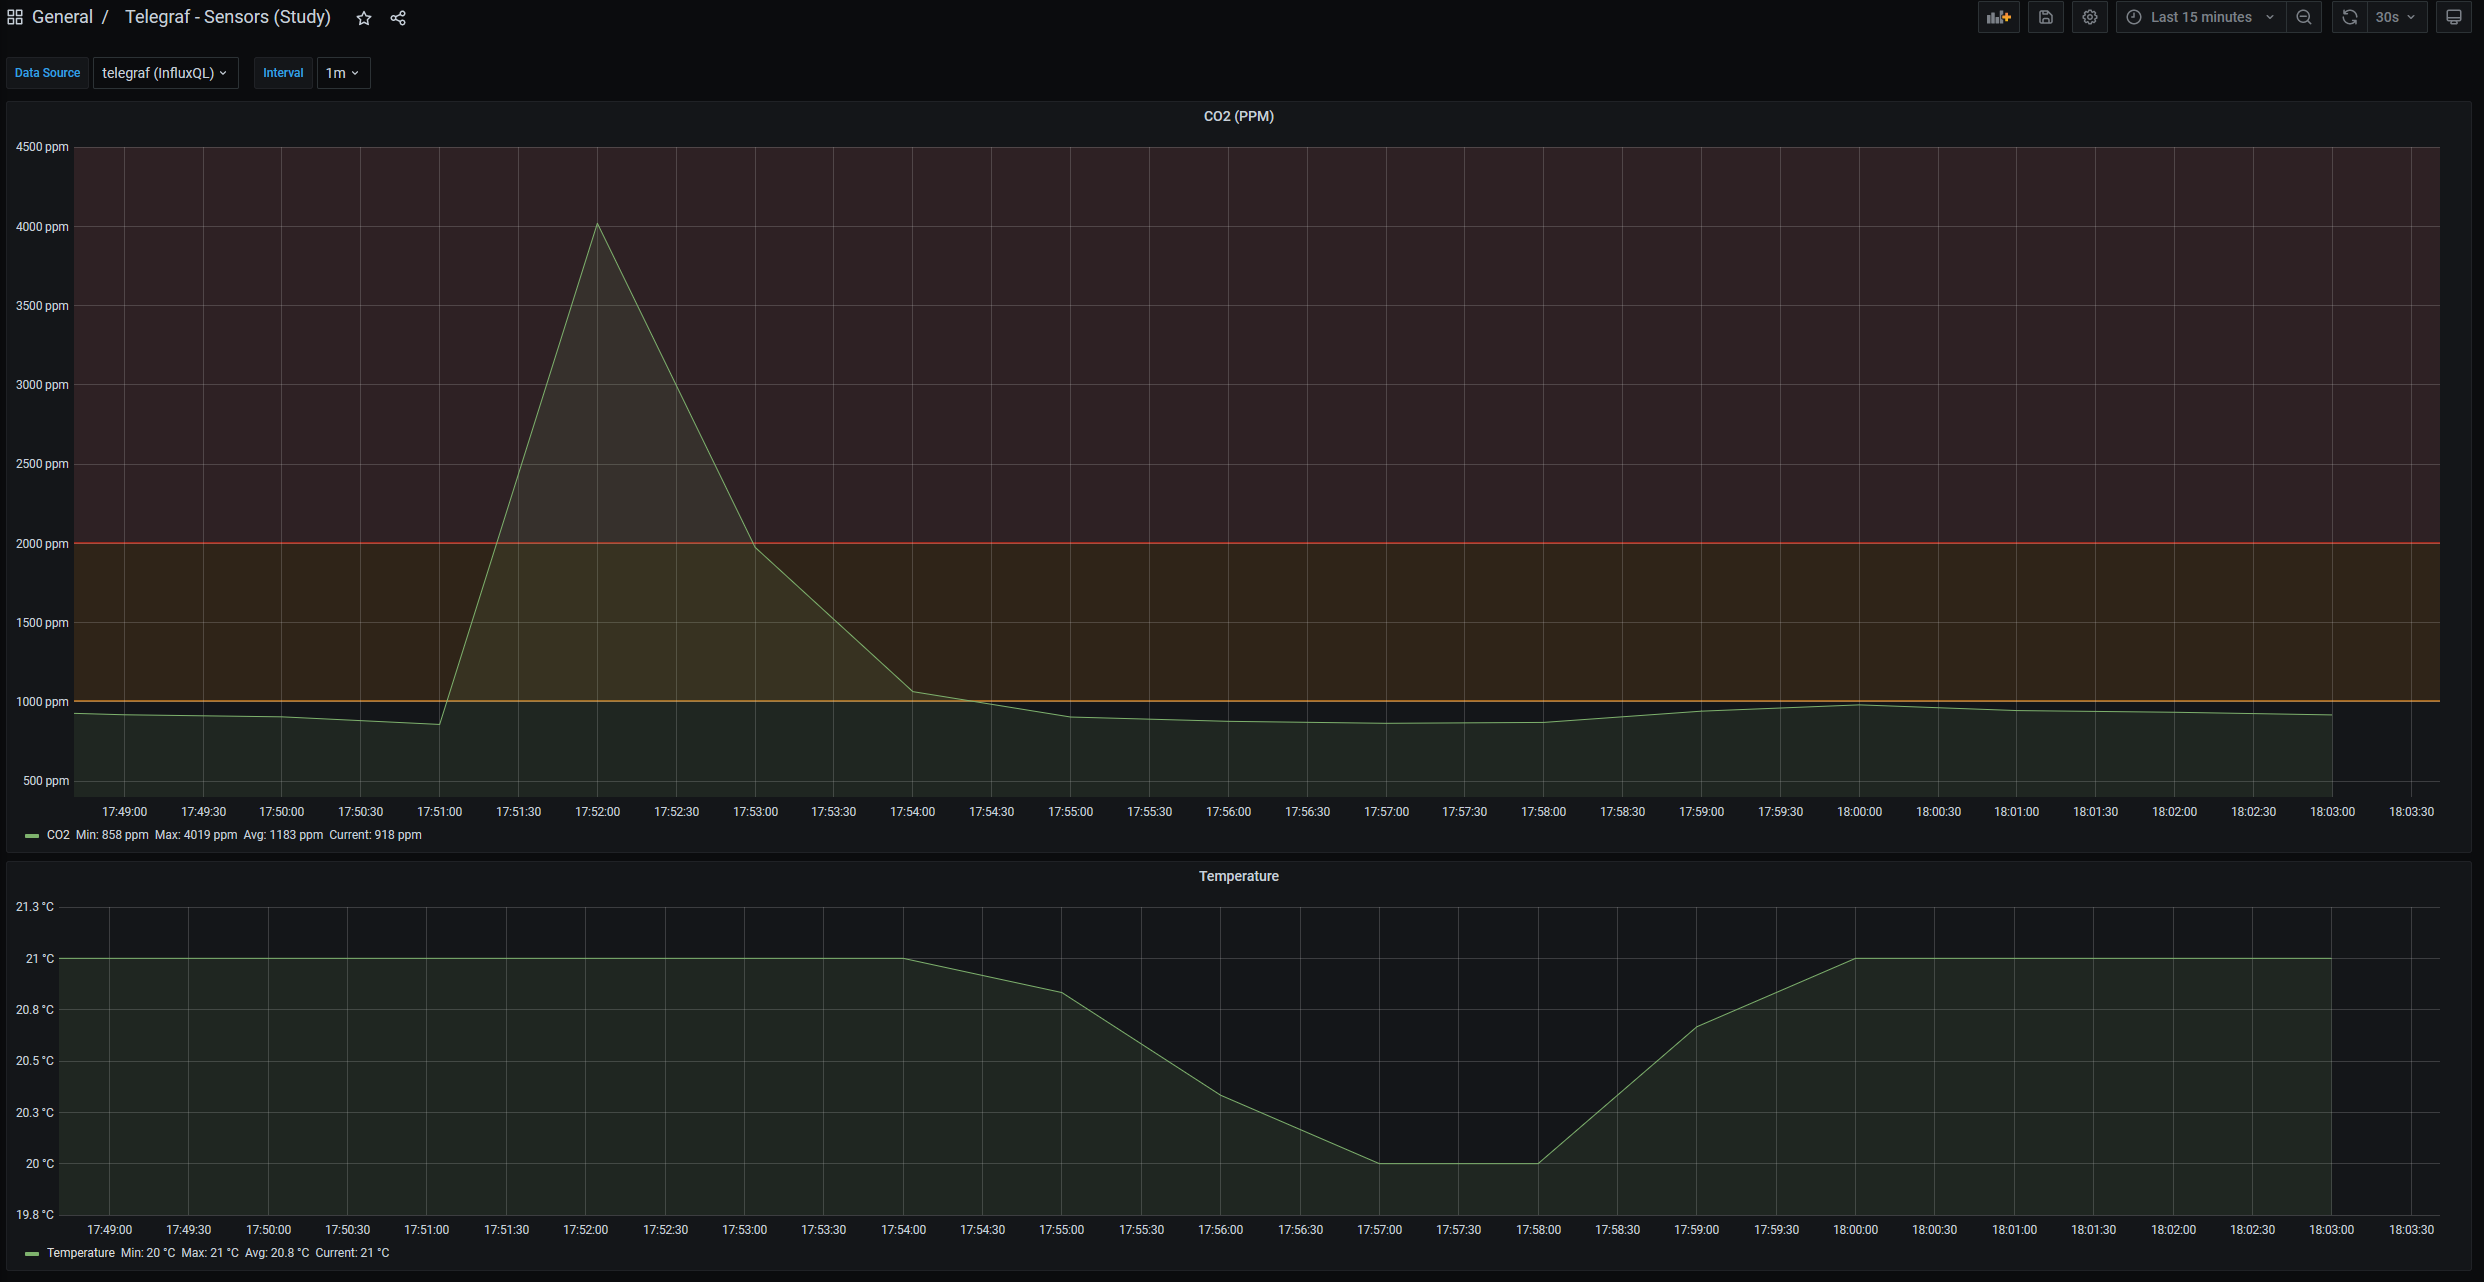 General / Telegraf - Sensors (Study) Last 15 minutes 30s
Data Source telegraf (InfluxQL) Interval 1m
CO2 (PPM)
4500 ppm
4000 ppm
3500 ppm
3000 ppm
2500 ppm
2000 ppm
1500 ppm
1000 ppm
500 ppm
17:49:00 17:49:30 17:50:00 17:50:30 17:51:00 17:51:30 17:52:00 17:52:30 17:53:00 17:53:30 17:54:00 17:54:30 17:55:00 17:55:30 17:56:00 17:56:30 17:57:00 17:57:30 17:58:00 17:58:30 17:59:00 17:59:30 18:00:00 18:00:30 18:01:00 18:01:30 18:02:00 18:02:30 18:03:00 18:03:30
CO2 Min: 858 ppm Max: 4019 ppm Avg: 1183 ppm Current: 918 ppm
Temperature
21.3 °C
21 °C
20.8 °C
20.5 °C
20.3 °C
20 °C
19.8 °C
17:49:00 17:49:30 17:50:00 17:50:30 17:51:00 17:51:30 17:52:00 17:52:30 17:53:00 17:53:30 17:54:00 17:54:30 17:55:00 17:55:30 17:56:00 17:56:30 17:57:00 17:57:30 17:58:00 17:58:30 17:59:00 17:59:30 18:00:00 18:00:30 18:01:00 18:01:30 18:02:00 18:02:30 18:03:00 18:03:30
Temperature Min: 20 °C Max: 21 °C Avg: 20.8 °C Current: 21 °C